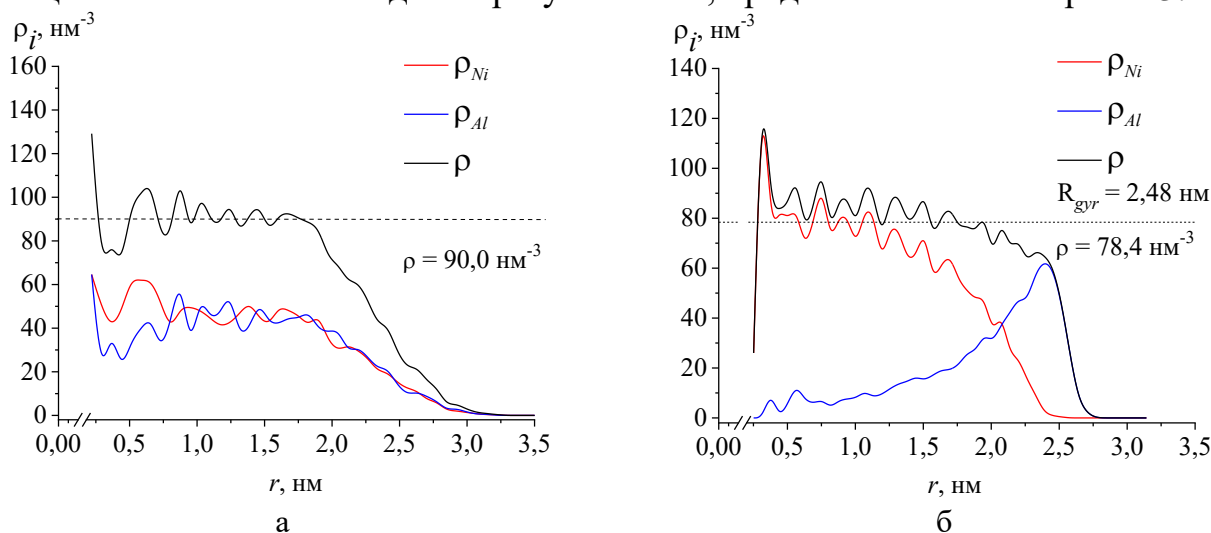 ρi, нм-3
160
140
120
100
80
60
40
20
0
0,00
0,5
1,0
1,5
2,0
2,5
3,0
3,5
r, нм
ρNi
ρAl
ρ
ρ = 90,0 нм-3
а
ρi, нм-3
140
120
100
80
60
40
20
0
0,00
0,5
1,0
1,5
2,0
2,5
3,0
3,5
r, нм
ρNi
ρAl
ρ
Rgyr = 2,48 нм
ρ = 78,4 нм-3
б